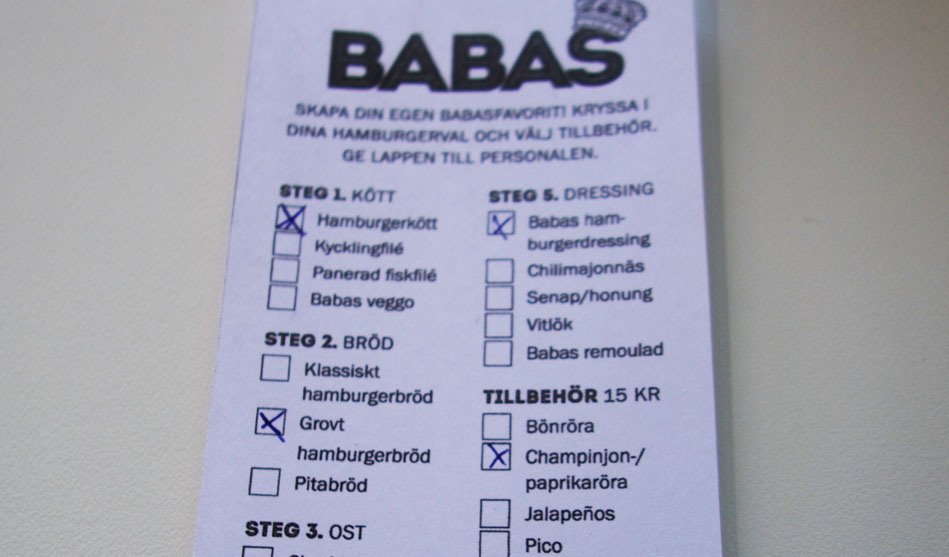 BABAS
SKAPA DIN EGEN BABASFAVORIT! KRYSSA I
DINA HAMBURGERVAL OCH VÄLJ TILLBEHÖR.
GE LAPPEN TILL PERSONALEN.
STEG 1. KÖTT
Hamburgerkött
Kycklingfilé
Panerad fiskfilé
Babas veggo
STEG 2. BRÖD
Klassiskt
hamburgerbröd
Grovt
hamburgerbröd
Pitabröd
STEG 3. OST
STEG 5. DRESSING
Babas ham-
burgerdressing
Chilimajonnäs
Senap/honung
Vitlök
Babas remoulad
TILLBEHÖR 15 KR
Bönröra
Champinjon-/
paprikaröra
Jalapeños
Pico